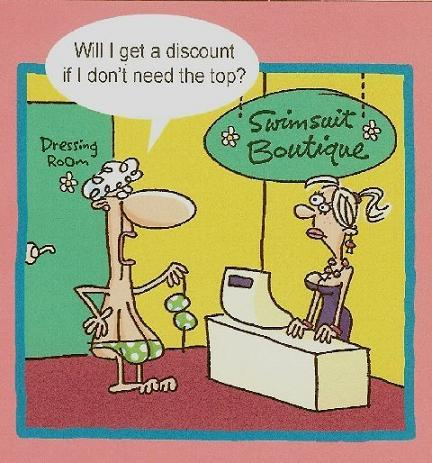 Will I get a discount
if I don't need the top?
Swimsuit
Boutique
Dressing
Room